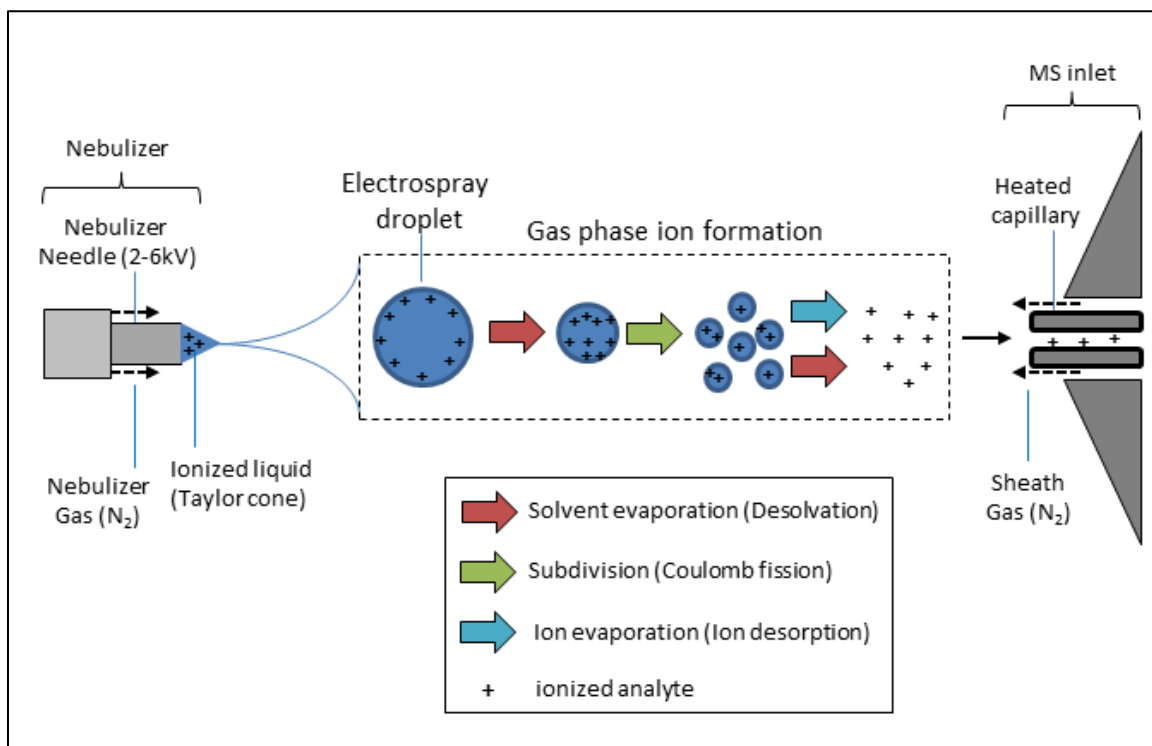 MS inlet
Nebulizer
Electrospray
droplet
Heated
capillary
Nebulizer
Needle (2-6kV)
Gas phase ion formation
Nebulizer
Gas (N₂)
Ionized liquid
(Taylor cone)
Sheath
Gas (N₂)
Solvent evaporation (Desolvation)
Subdivision (Coulomb fission)
Ion evaporation (Ion desorption)
+ ionized analyte